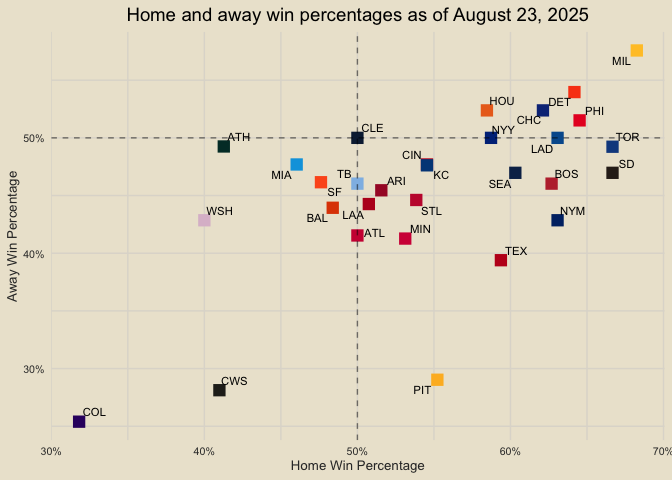 Home and away win percentages as of August 23, 2025
MIL
HOU
DET
CHC
PHI
50%
ATH
CLE
NYY
LAD
TOR
CIN
KC
MIA
TB
ARI
SEA
BOS
SD
SF
WSH
BAL
LAA
STL
NYM
ATL
MIN
TEX
40%
30%
CWS
PIT
COL
30%
40%
50%
60%
70%
Home Win Percentage
Away Win Percentage